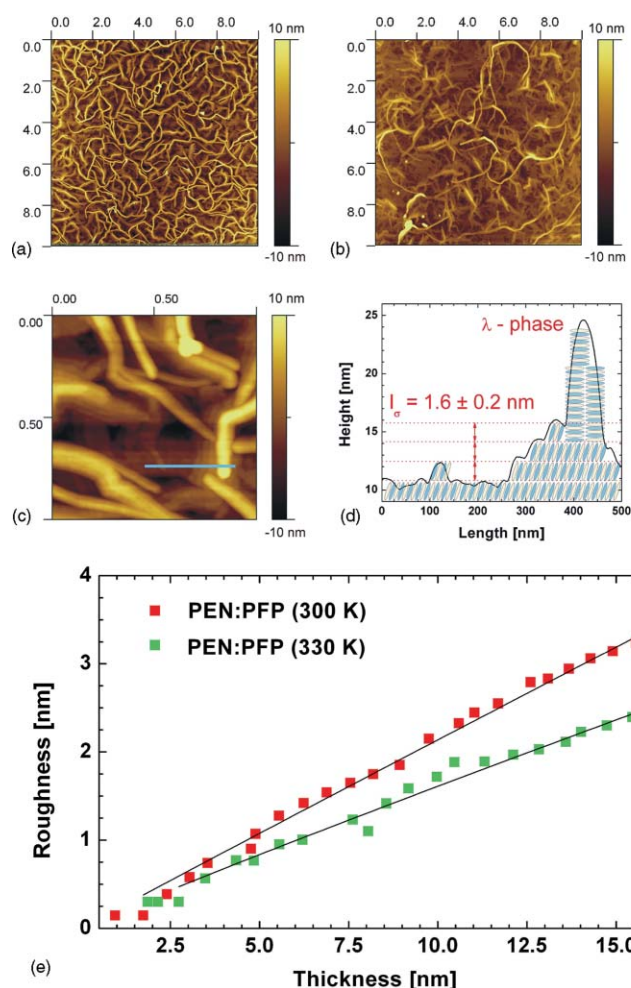 0.0 2.0 4.0 6.0 8.0 10 nm
0.0
2.0
4.0
6.0
8.0
-10 nm
(a)
0.0 2.0 4.0 6.0 8.0 10 nm
0.0
2.0
4.0
6.0
8.0
-10 nm
(b)
0.00 0.50 10 nm
0.00
0.50
-10 nm
(c)
25
20
15
10
Height [nm]
λ - phase
lσ = 1.6 ± 0.2 nm
0 100 200 300 400 500
Length [nm]
(d)
4
3
2
1
0
Roughness [nm]
PEN:PFP (300 K)
PEN:PFP (330 K)
2.5 5.0 7.5 10.0 12.5 15.0
Thickness [nm]
(e)